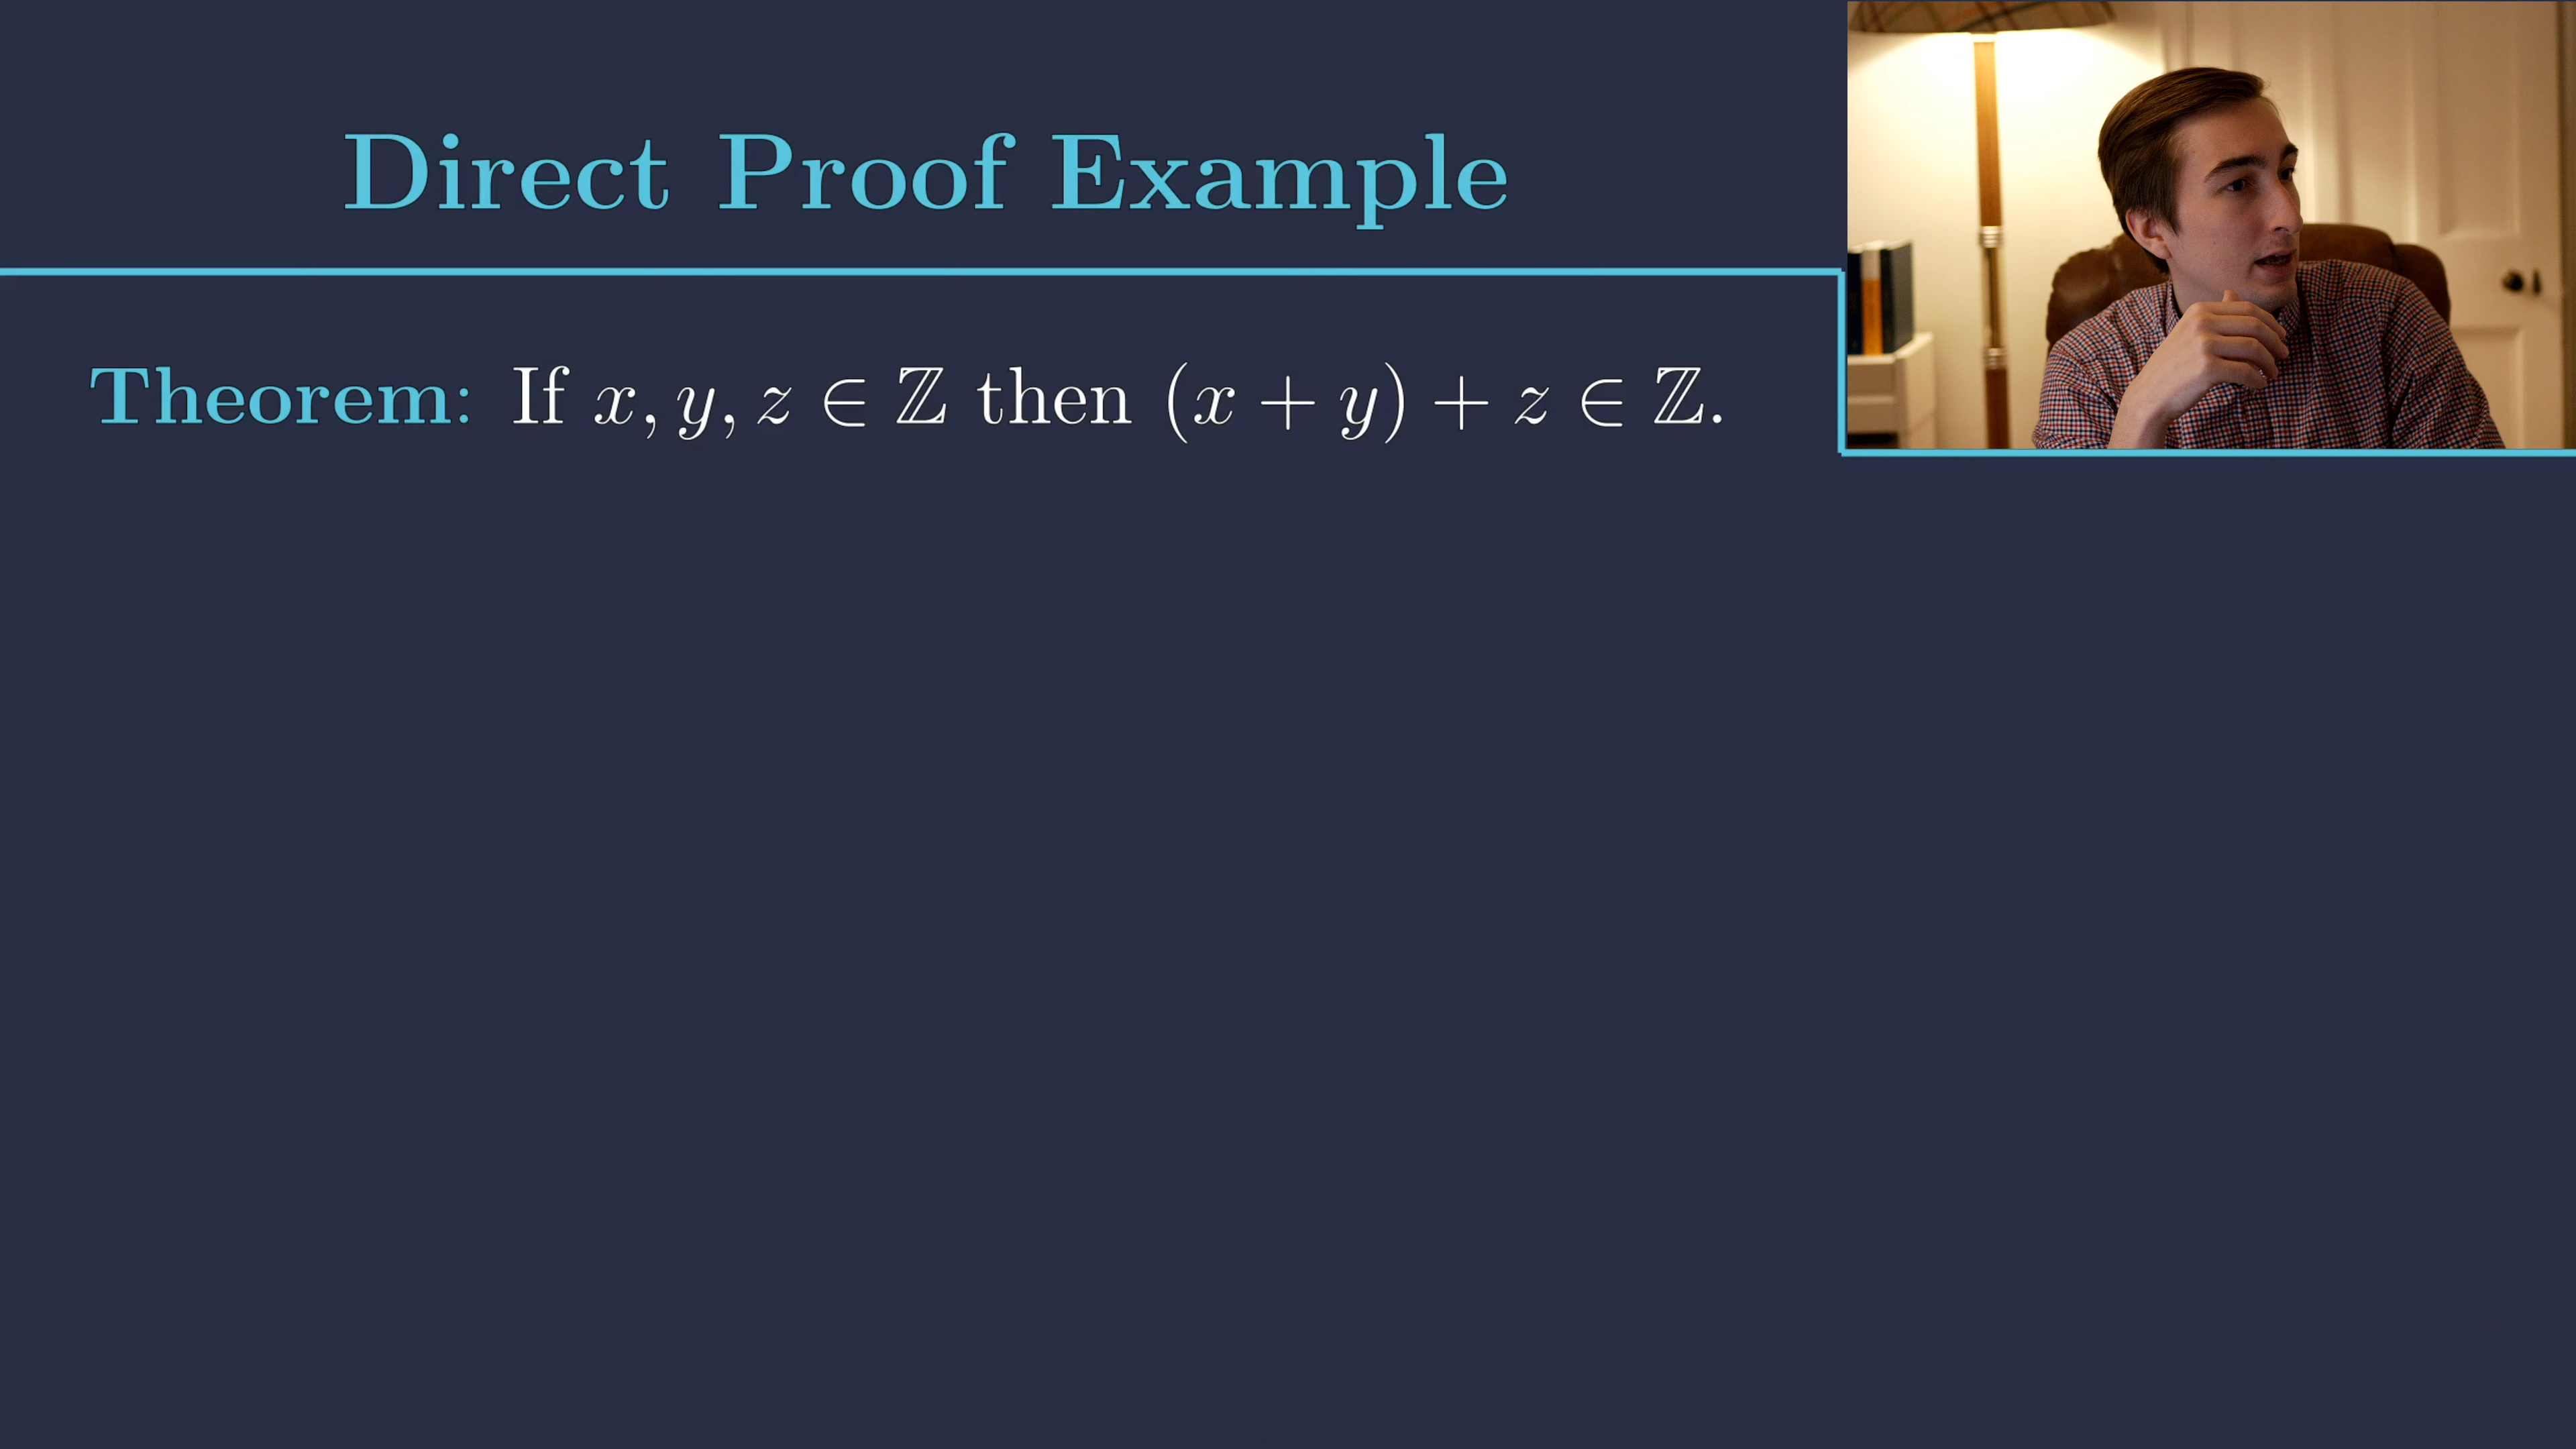 Direct Proof Example
Theorem: If x, y, z ∈ ℤ then (x + y) + z ∈ ℤ.